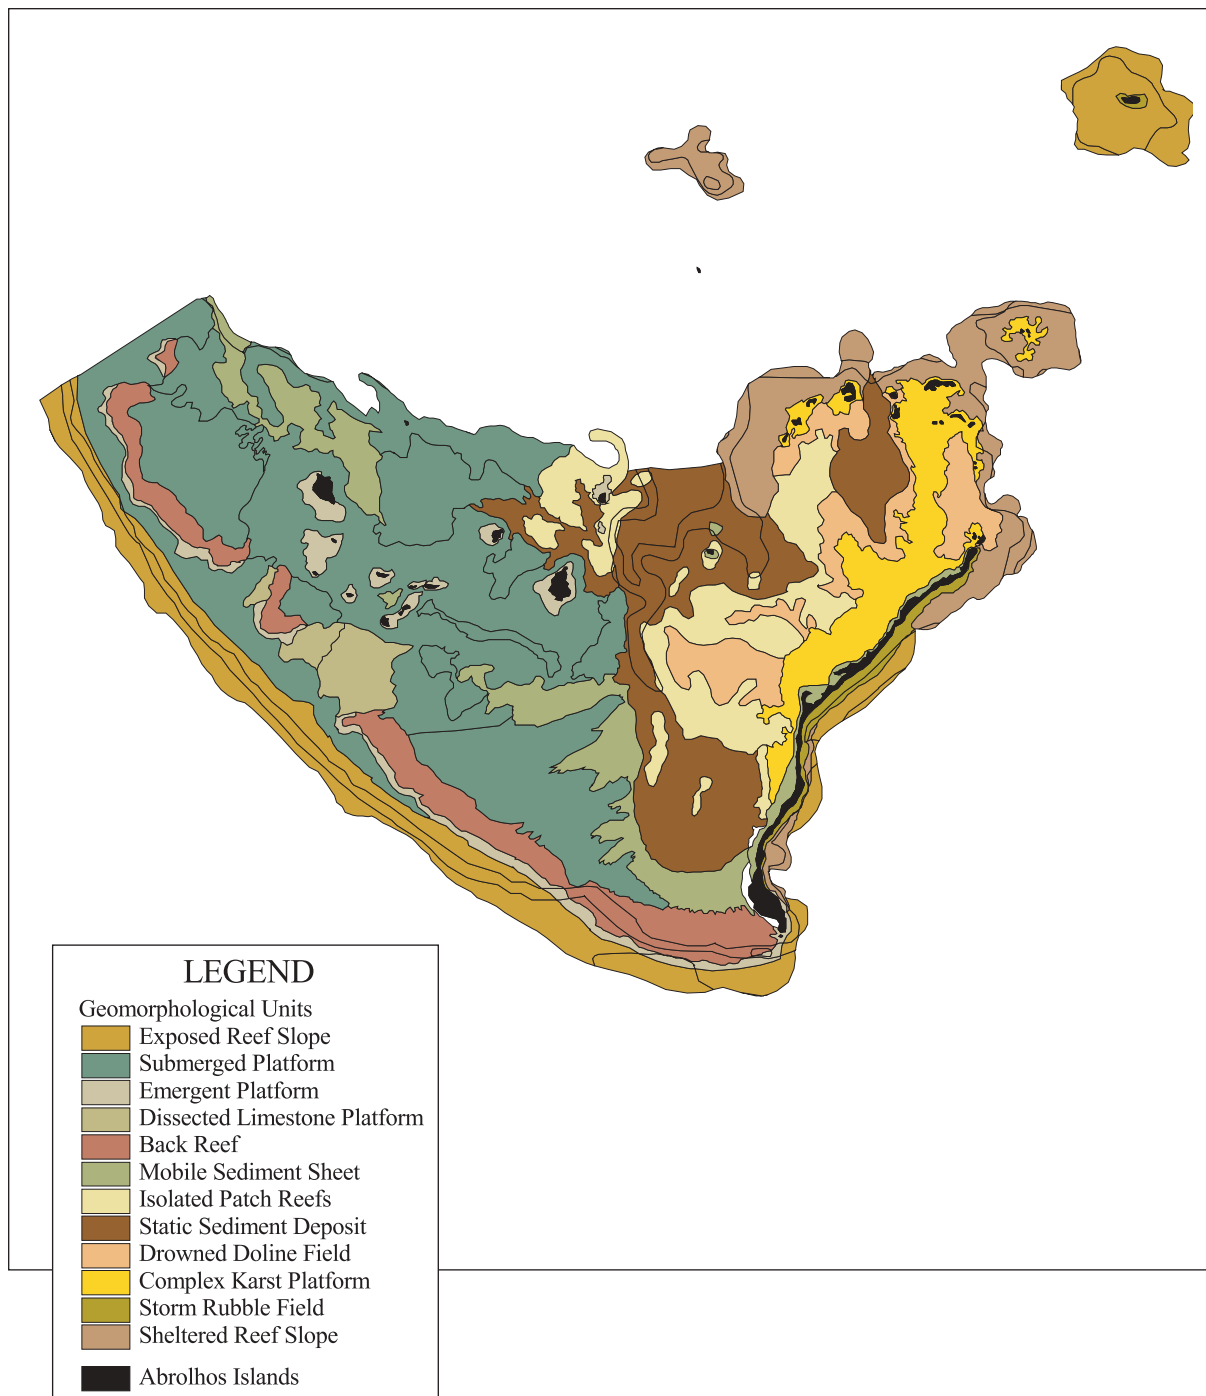 LEGEND
Geomorphological Units
Exposed Reef Slope
Submerged Platform
Emergent Platform
Dissected Limestone Platform
Back Reef
Mobile Sediment Sheet
Isolated Patch Reefs
Static Sediment Deposit
Drowned Doline Field
Complex Karst Platform
Storm Rubble Field
Sheltered Reef Slope
Abrolhos Islands